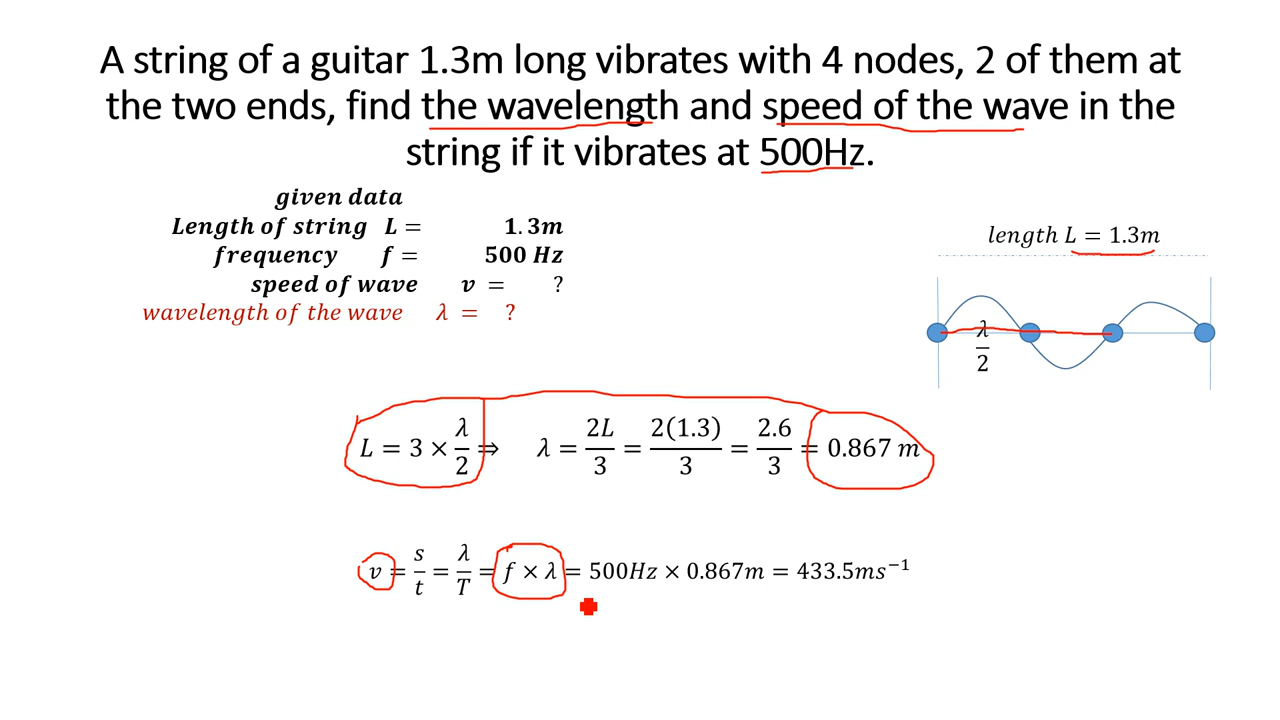 A string of a guitar 1.3m long vibrates with 4 nodes, 2 of them at
the two ends, find the wavelength and speed of the wave in the
string if it vibrates at 500Hz.
given data
Length of string L = 1.3m
frequency f = 500 Hz
speed of wave v = ?
wavelength of the wave λ = ?
length L = 1.3m
λ/2
L = 3 × λ/2 ⇒ λ = 2L/3 = 2(1.3)/3 = 2.6/3 = 0.867 m
v = s/t = λ/T = f × λ = 500Hz × 0.867m = 433.5ms⁻¹